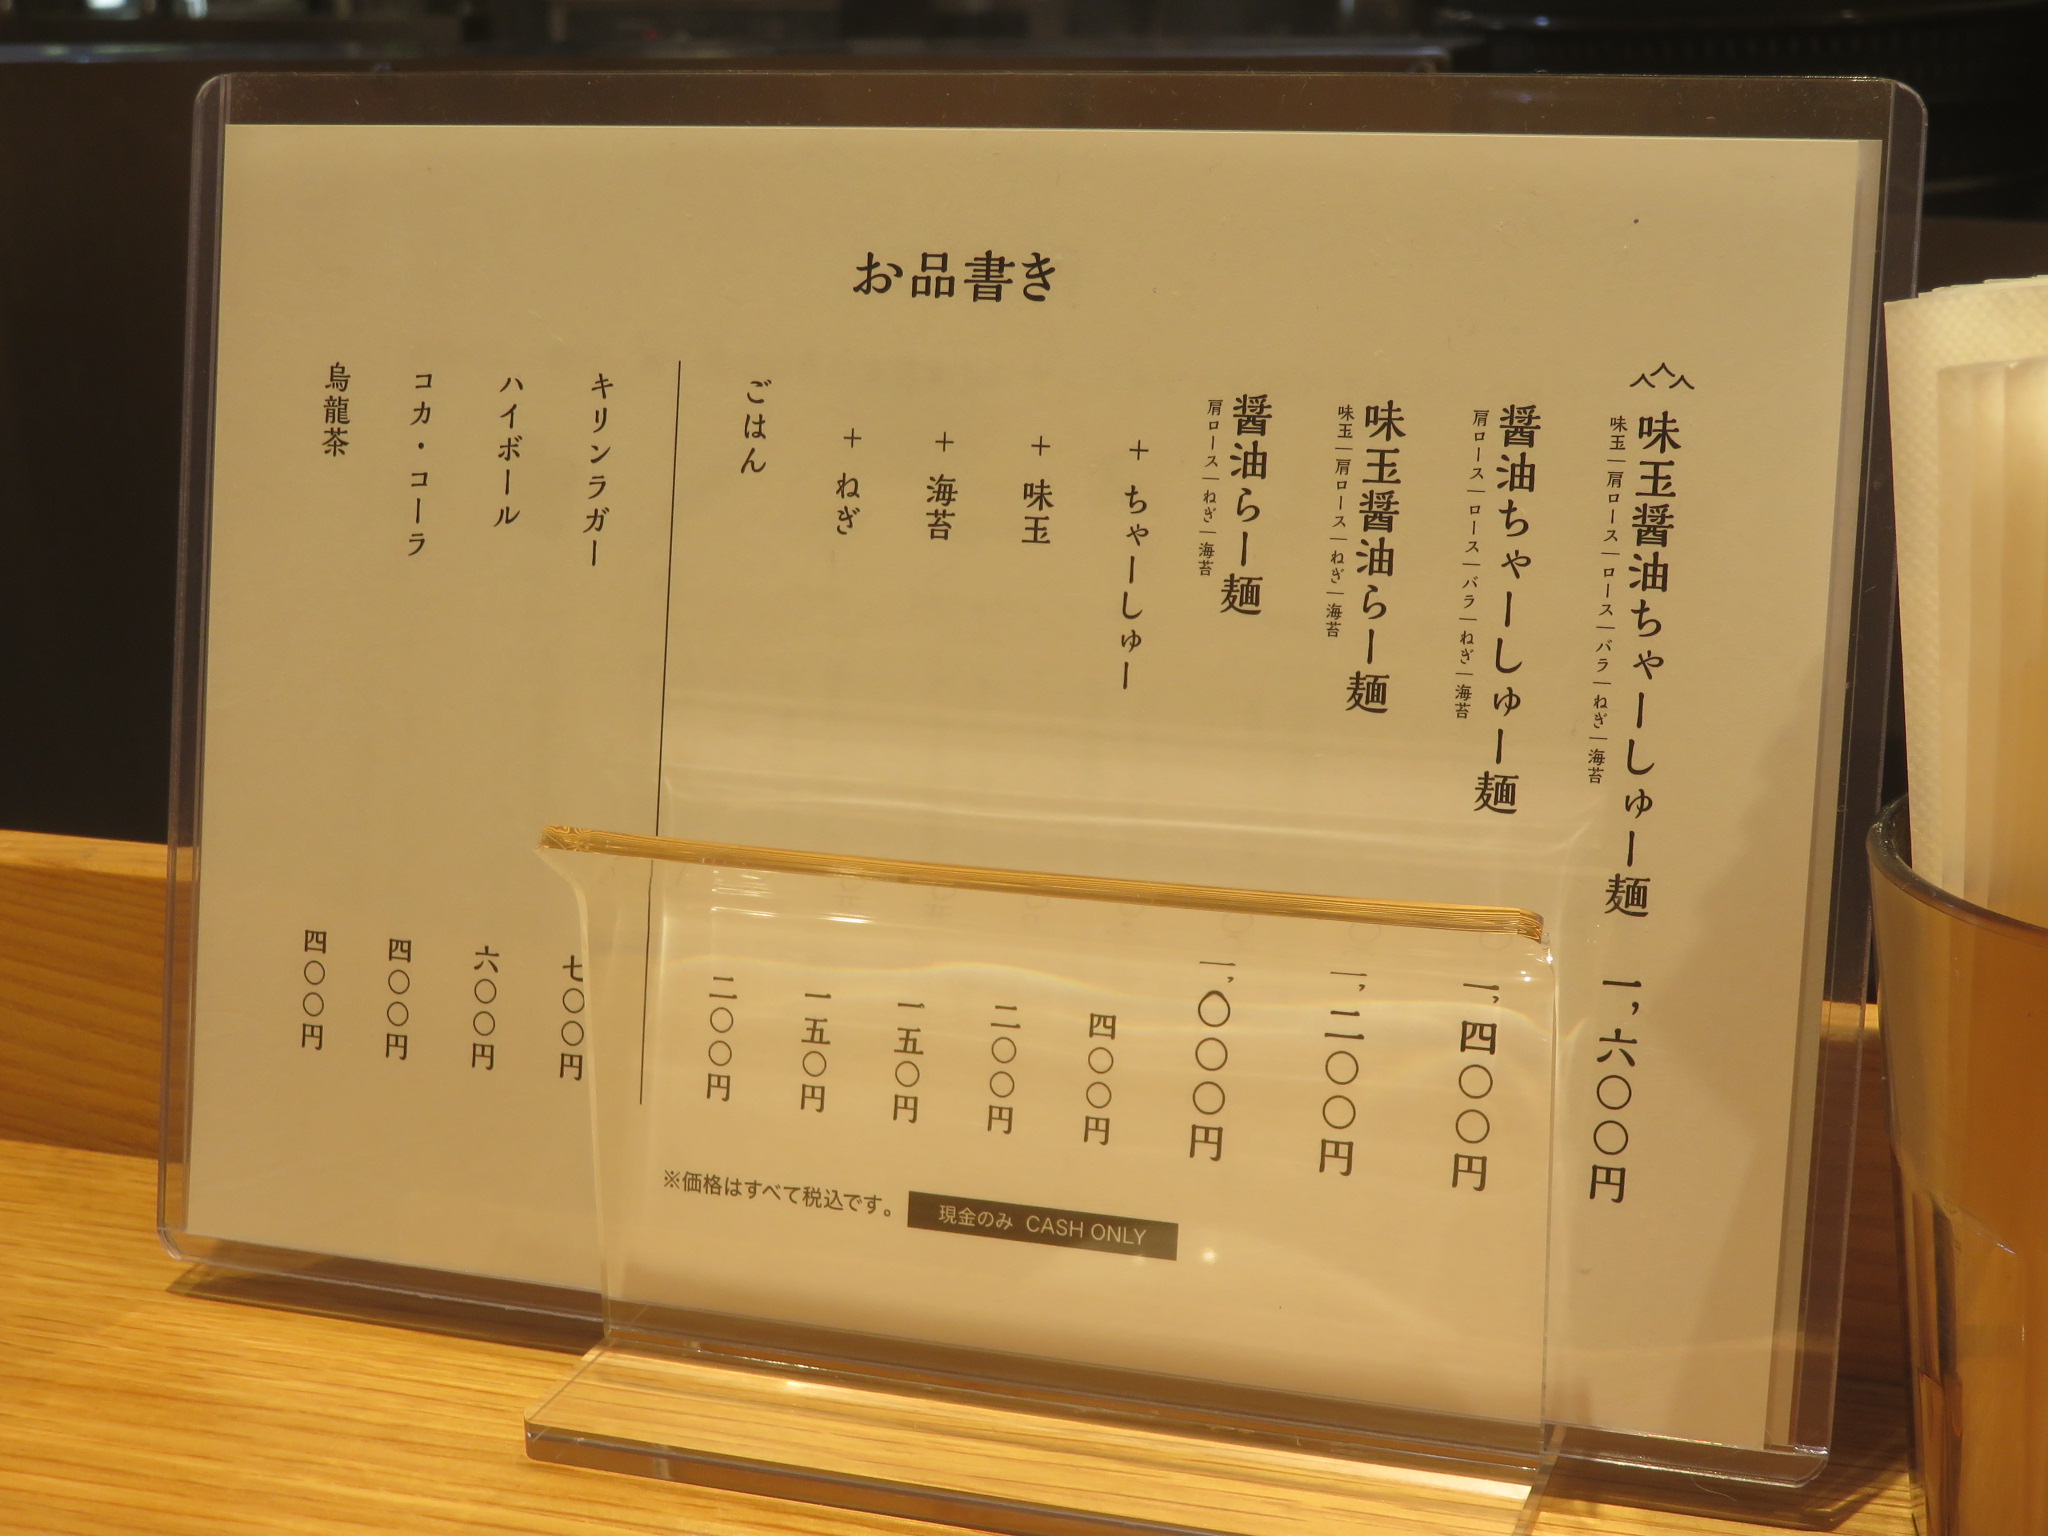 お品書き
味玉醤油ちゃーしゅー麺 一,六〇〇円
味玉|肩ロース|ロース|バラ|ねぎ|海苔
醤油ちゃーしゅー麺 一,四〇〇円
肩ロース|ロース|バラ|ねぎ|海苔
味玉醤油らー麺 一,二〇〇円
味玉|肩ロース|ねぎ|海苔
醤油らー麺 一,〇〇〇円
肩ロース|ねぎ|海苔
+ ちゃーしゅー 四〇〇円
+ 味玉 二〇〇円
+ 海苔 一五〇円
+ ねぎ 一五〇円
ごはん 二〇〇円
キリンラガー 七〇〇円
ハイボール 六〇〇円
コカ・コーラ 四〇〇円
烏龍茶 四〇〇円
※価格はすべて税込です。 現金のみ CASH ONLY